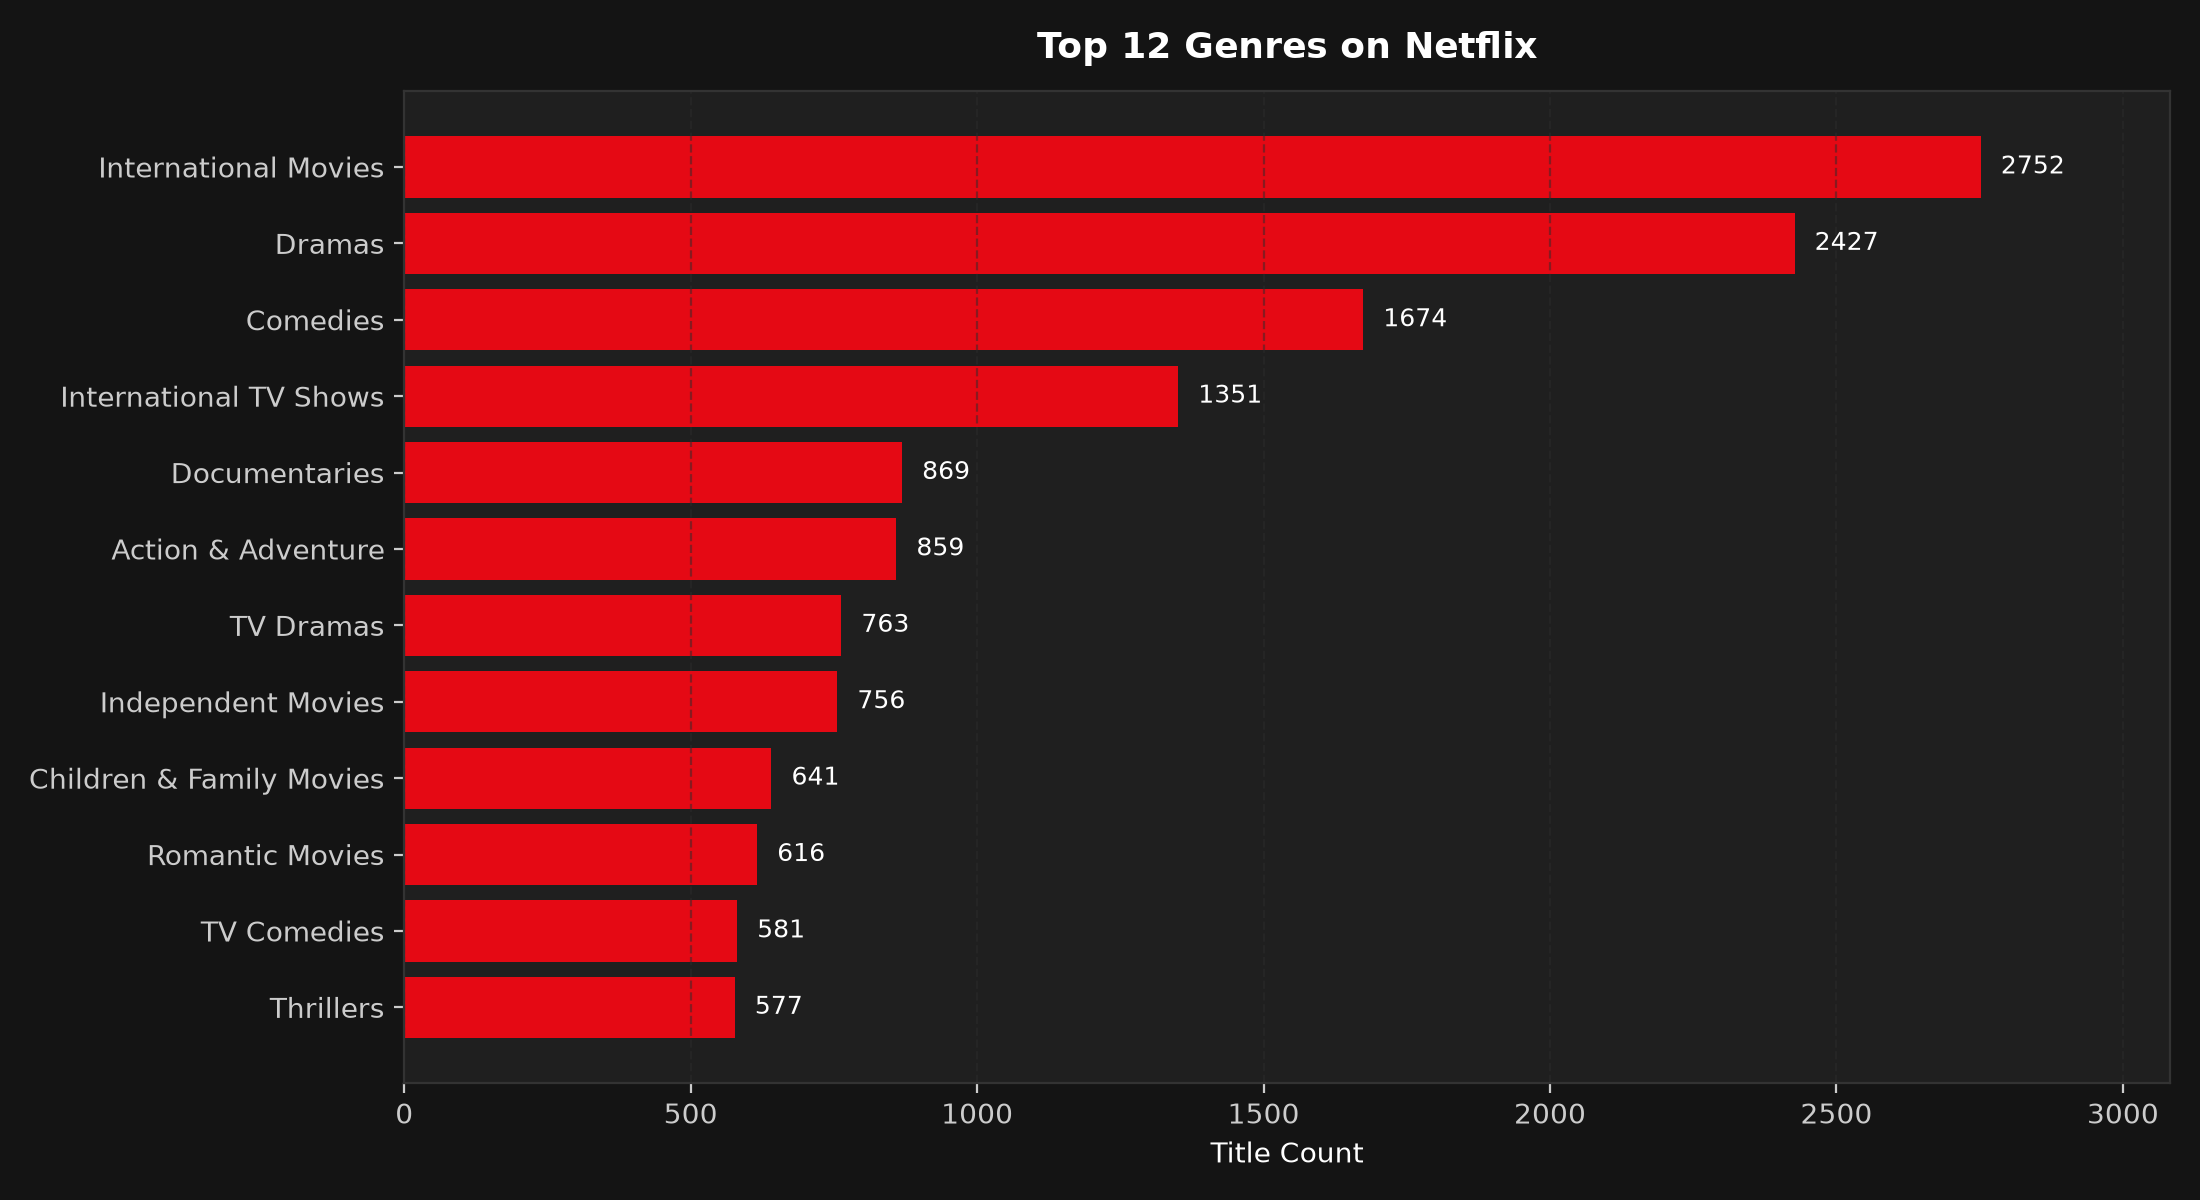 Top 12 Genres on Netflix
International Movies 2752
Dramas 2427
Comedies 1674
International TV Shows 1351
Documentaries 869
Action & Adventure 859
TV Dramas 763
Independent Movies 756
Children & Family Movies 641
Romantic Movies 616
TV Comedies 581
Thrillers 577
0 500 1000 1500 2000 2500 3000
Title Count